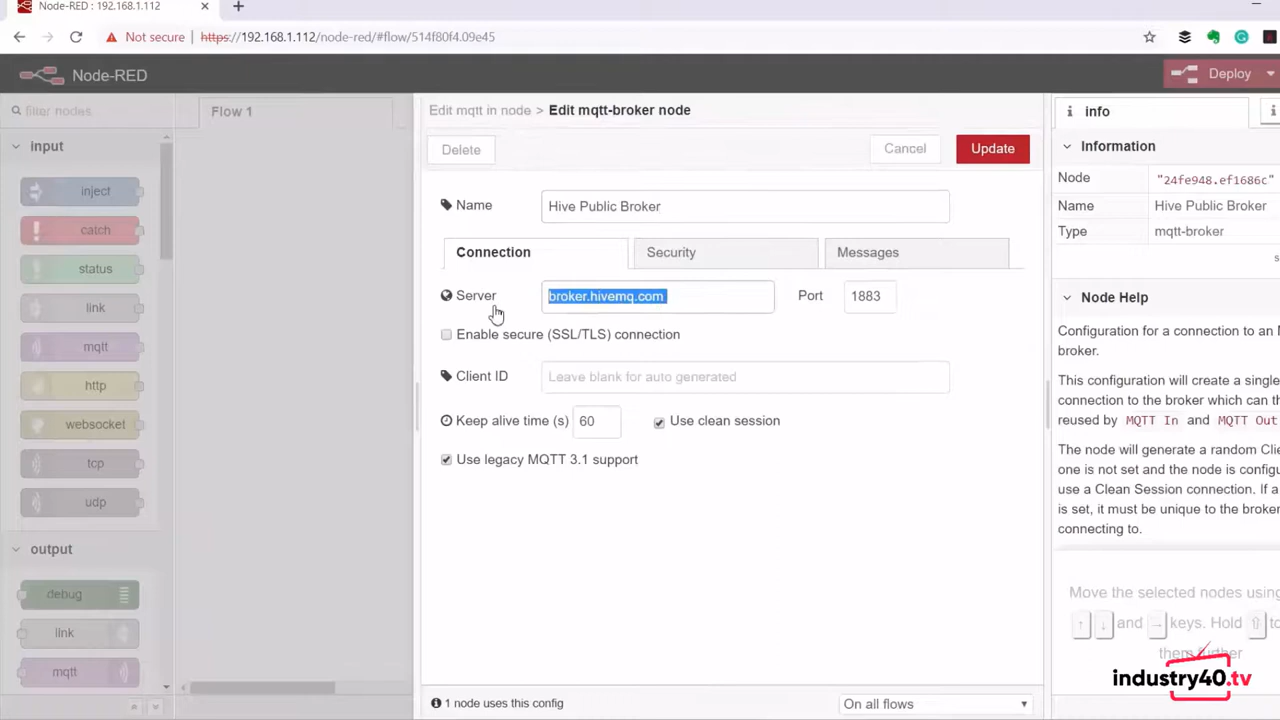 Node-RED : 192.168.1.112
Not secure https://192.168.1.112/node-red/#flow/514f80f4.09e45
Node-RED
Deploy
filter nodes
input
inject
catch
status
link
mqtt
http
websocket
tcp
udp
output
debug
link
mqtt
Flow 1
Edit mqtt in node > Edit mqtt-broker node
Delete
Cancel
Update
Name Hive Public Broker
Connection Security Messages
Server broker.hivemq.com Port 1883
Enable secure (SSL/TLS) connection
Client ID Leave blank for auto generated
Keep alive time (s) 60 Use clean session
Use legacy MQTT 3.1 support
1 node uses this config On all flows
info
Information
Node "24fe948.ef1686c"
Name Hive Public Broker
Type mqtt-broker
Node Help
Configuration for a connection to an
broker.
This configuration will create a single
connection to the broker which can
reused by MQTT In and MQTT Out
The node will generate a random
one is not set and the node is
use a Clean Session connection. If a
is set, it must be unique to the broker
connecting to.
Move the selected nodes using
↑ ↓ and → keys. Hold ⇧ to
them further
industry40.tv